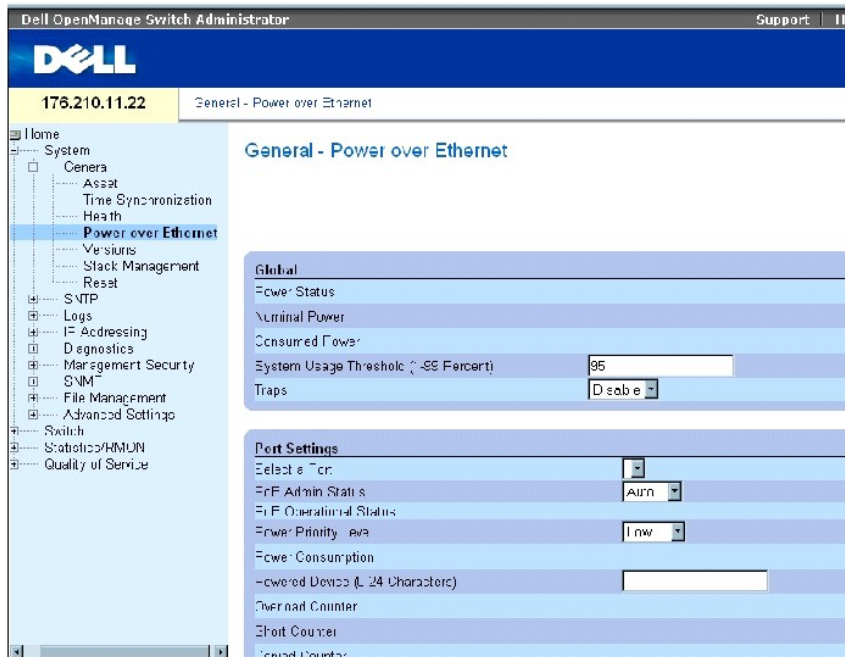 Dell OpenManage Switch Administrator
Support
DELL
176.210.11.22
General - Power over Ethernet
Home
System
General
Asset
Time Synchronization
Health
Power over Ethernet
Versions
Stack Management
Reset
SNTP
Logs
IP Addressing
Diagnostics
Management Security
SNMP
File Management
Advanced Settings
Switch
Statistics/RMON
Quality of Service
General - Power over Ethernet
Global
Power Status
Nominal Power
Consumed Power
System Usage Threshold (1-99 Percent) 95
Traps Disable
Port Settings
Select a Port
PoE Admin Status Auto
PoE Operational Status
Power Priority Level Low
Power Consumption
Powered Device (0-24 Characters)
Overload Counter
Short Counter
Denied Counter